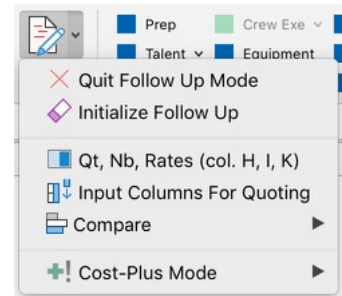 Prep
Crew Exe
Talent
Equipment
Quit Follow Up Mode
Initialize Follow Up
Qt, Nb, Rates (col. H, I, K)
Input Columns For Quoting
Compare
Cost-Plus Mode